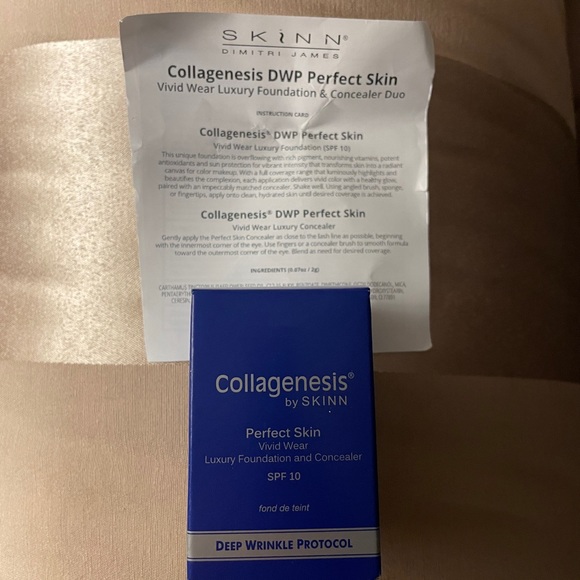 SKINN®
DIMITRI JAMES
Collagenesis DWP Perfect Skin
Vivid Wear Luxury Foundation & Concealer Duo
INSTRUCTION CARD
Collagenesis® DWP Perfect Skin
Vivid Wear Luxury Foundation (SPF 10)
This unique foundation is overflowing with rich pigment, nourishing vitamins, potent
antioxidants and sun protection for vibrant intensity that transforms skin into a radiant
canvas for color makeup. With a full coverage range that luminously highlights and
beautifies the complexion, each application delivers vivid color with a healthy glow,
paired with an impeccably matched concealer. Shake well. Using angled brush, sponge,
or fingertips, apply onto clean, hydrated skin until desired coverage is achieved.
Collagenesis® DWP Perfect Skin
Vivid Wear Luxury Concealer
Gently apply the Perfect Skin Concealer as close to the lash line as possible, beginning
with the innermost corner of the eye. Use fingers or a concealer brush to smooth formula
toward the outermost corner of the eye. Blend as need for desired coverage.
INGREDIENTS (0.07oz / 2g)
Collagenesis®
by SKINN
Perfect Skin
Vivid Wear
Luxury Foundation and Concealer
SPF 10
fond de teint
DEEP WRINKLE PROTOCOL